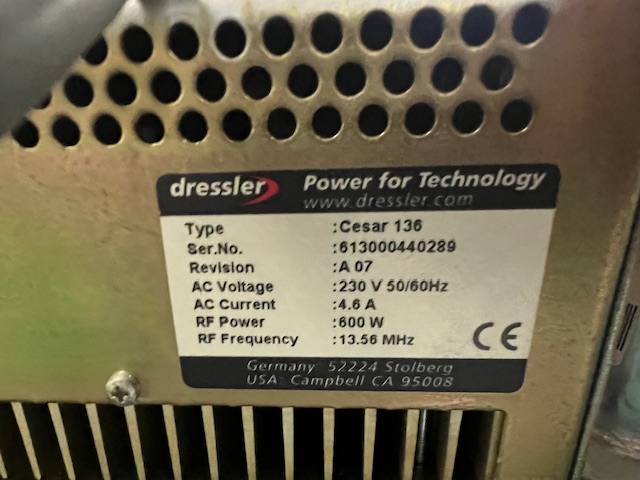 dressler Power for Technology
www.dressler.com
Type :Cesar 136
Ser.No. :613000440289
Revision :A 07
AC Voltage :230 V 50/60Hz
AC Current :4.6 A
RF Power :600 W
RF Frequency :13.56 MHz
CE
Germany 52224 Stolberg
USA Campbell CA 95008